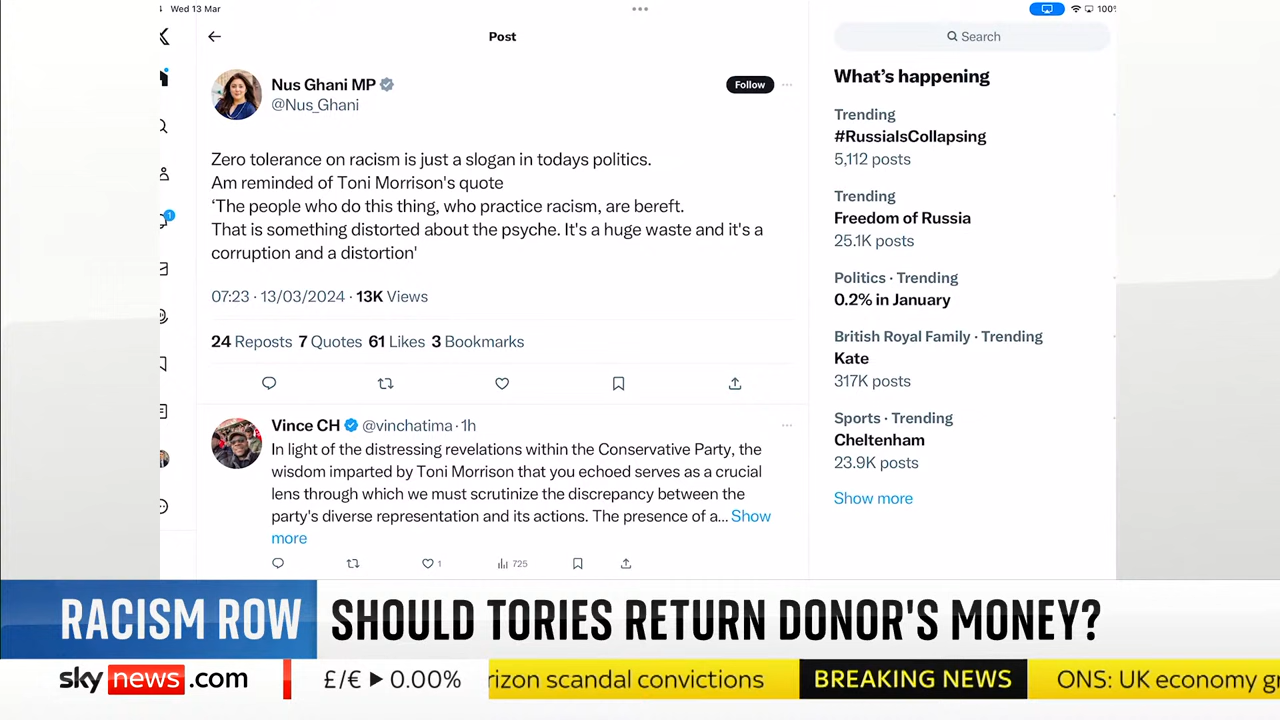 Wed 13 Mar
100%
Post
Search
Nus Ghani MP
@Nus_Ghani
Follow
Zero tolerance on racism is just a slogan in todays politics.
Am reminded of Toni Morrison's quote
‘The people who do this thing, who practice racism, are bereft.
That is something distorted about the psyche. It's a huge waste and it's a
corruption and a distortion'
07:23 · 13/03/2024 · 13K Views
24 Reposts 7 Quotes 61 Likes 3 Bookmarks
Vince CH @vinchatima · 1h
In light of the distressing revelations within the Conservative Party, the
wisdom imparted by Toni Morrison that you echoed serves as a crucial
lens through which we must scrutinize the discrepancy between the
party's diverse representation and its actions. The presence of a... Show
more
1
725
1
What's happening
Trending
#RussiaIsCollapsing
5,112 posts
Trending
Freedom of Russia
25.1K posts
Politics · Trending
0.2% in January
British Royal Family · Trending
Kate
317K posts
Sports · Trending
Cheltenham
23.9K posts
Show more
RACISM ROW
SHOULD TORIES RETURN DONOR'S MONEY?
sky news .com
£/€ 0.00%
rizon scandal convictions
BREAKING NEWS
ONS: UK economy gr